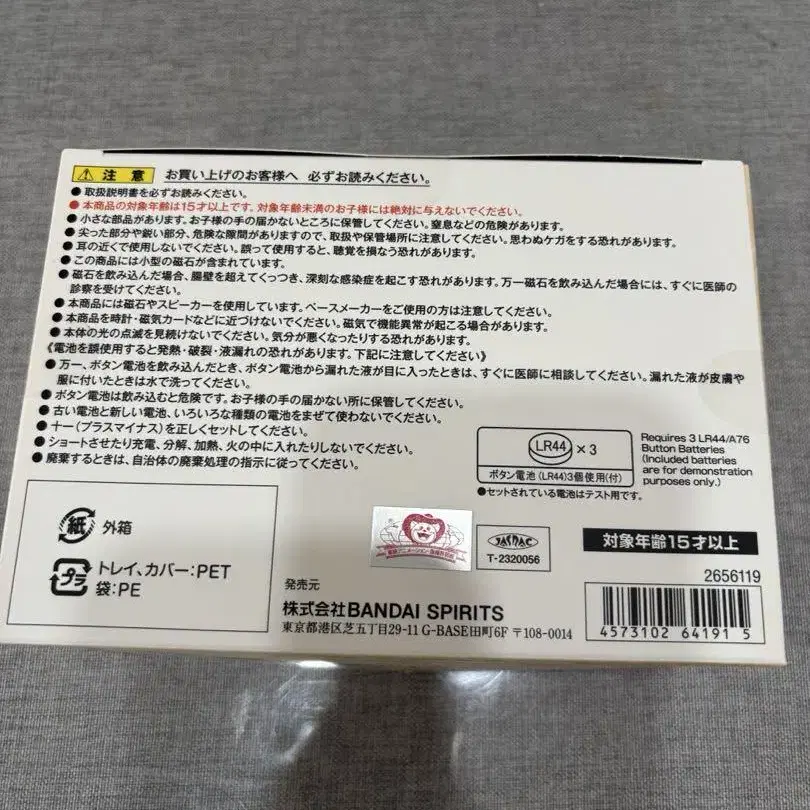 ⚠注意 お買い上げのお客様へ 必ずお読みください。
●取扱説明書を必ずお読みください。
●本商品の対象年齢は15才以上です。対象年齢未満のお子様には絶対に与えないでください。
●小さな部品があります。お子様の手の届かないところに保管してください。窒息などの危険があります。
●尖った部分や鋭い部分、危険な隙間がありますので、取扱や保管場所に注意してください。思わぬケガをする恐れがあります。
●耳の近くで使用しないでください。誤って使用すると、聴覚を損なう恐れがあります。
●この商品には小型の磁石が含まれています。
●磁石を飲み込んだ場合、腸壁を超えてくっつき、深刻な感染症を起こす恐れがあります。万一磁石を飲み込んだ場合には、すぐに医師の
診察を受けてください。
●本商品には磁石やスピーカーを使用しています。ペースメーカーをご使用の方は注意してください。
●本商品を時計・磁気カードなどに近づけないでください。磁気で機能異常が起こる場合があります。
●本体の光の点滅を見続けないでください。気分が悪くなったりする恐れがあります。
《電池を誤使用すると発熱・破裂・液漏れの恐れがあります。下記に注意してください》
●万一、ボタン電池を飲み込んだとき、ボタン電池から漏れた液が目に入ったときは、すぐに医師に相談してください。漏れた液が皮膚や
服に付いたときは水で洗ってください。
●ボタン電池は飲み込むと危険です。お子様の手の届かない所に保管してください。
●古い電池と新しい電池、いろいろな種類の電池をまぜて使わないでください。
●+-(プラスマイナス)を正しくセットしてください。
●ショートさせたり充電、分解、加熱、火の中に入れたりしないでください。
●廃棄するときは、自治体の廃棄処理の指示に従ってください。
LR44 ×3
ボタン電池(LR44)3個使用(付)
●セットされている電池はテスト用です。
Requires 3 LR44/A76
Button Batteries
(Included batteries
are for demonstration
purposes only.)
紙 外箱
プラ トレイ、カバー:PET
袋:PE
JASRAC
T-2320056
対象年齢15才以上
2656119
発売元
株式会社BANDAI SPIRITS
東京都港区芝五丁目29-11 G-BASE田町6F 〒108-0014
4573102 64191 5